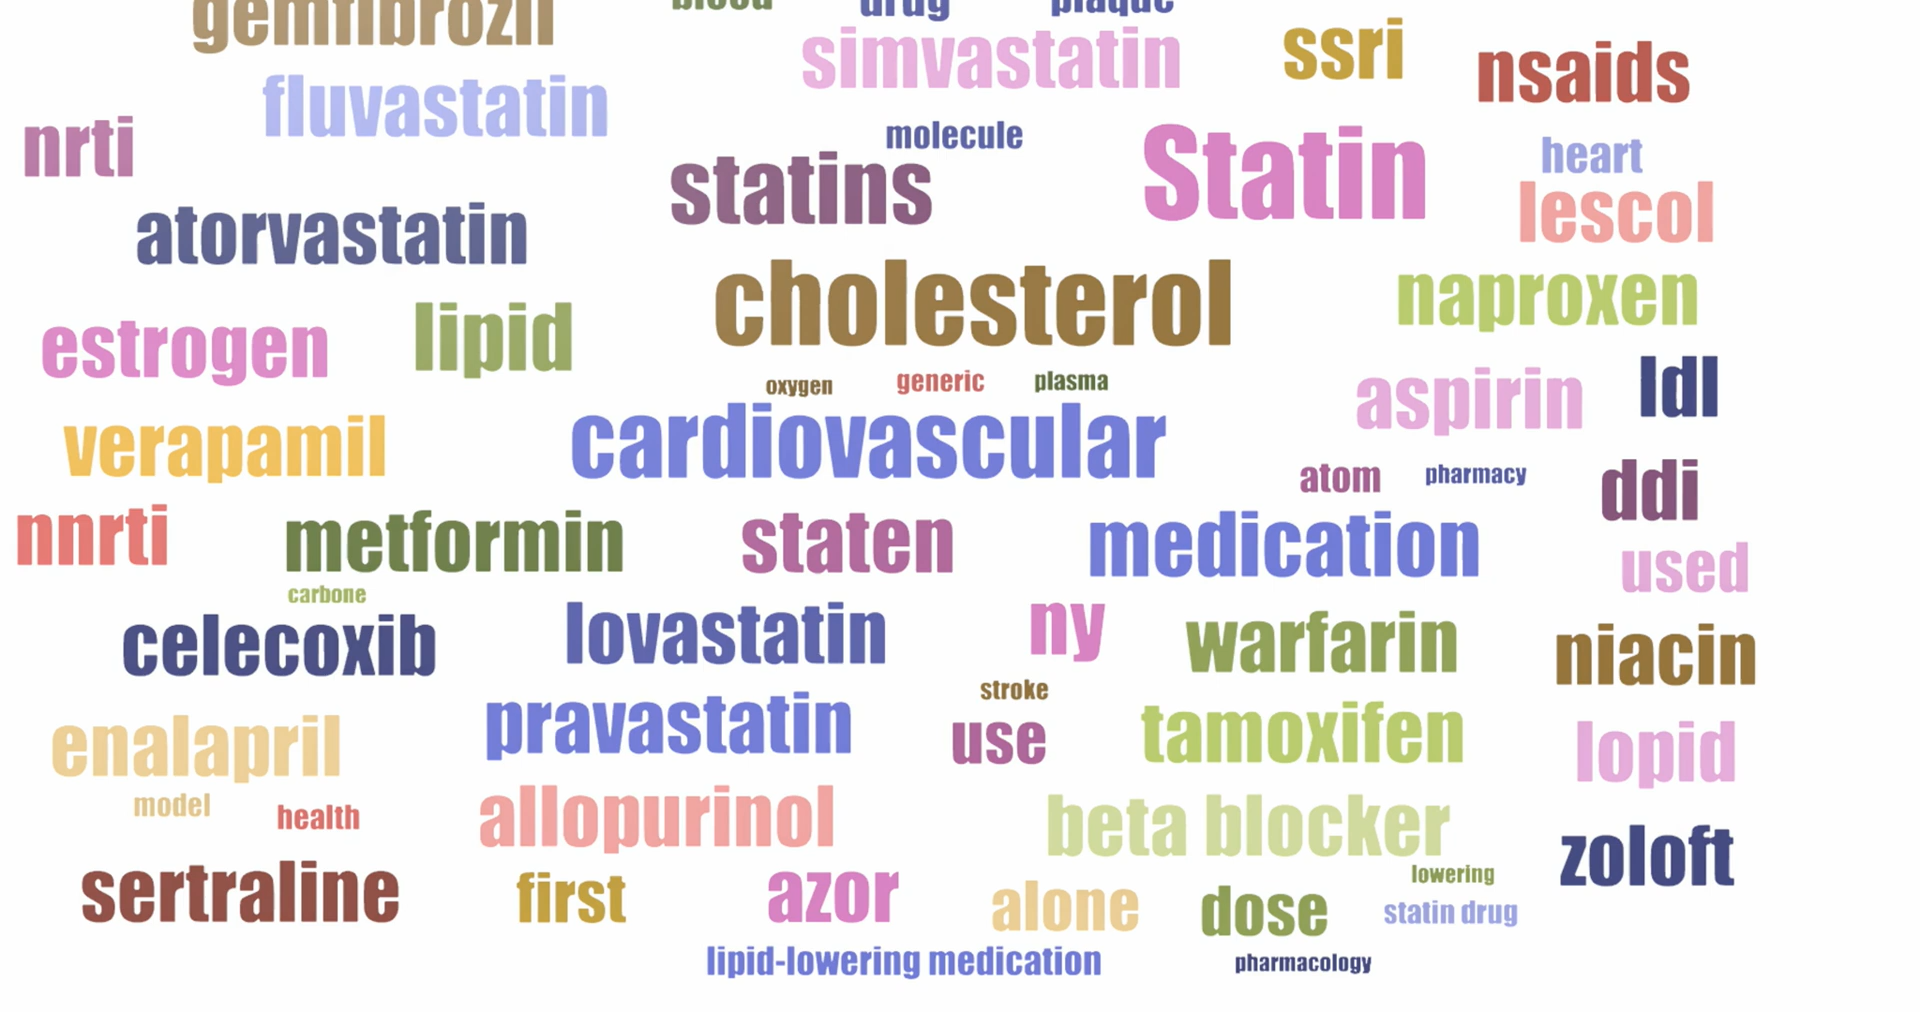 gemfibrozil
blood
drug
plaque
simvastatin
ssri
nsaids
fluvastatin
nrti
molecule
statins
Statin
heart
lescol
atorvastatin
cholesterol
naproxen
estrogen
lipid
oxygen
generic
plasma
aspirin
ldl
verapamil
cardiovascular
atom
pharmacy
ddi
nnrti
metformin
staten
medication
used
carbone
celecoxib
lovastatin
ny
warfarin
niacin
stroke
enalapril
pravastatin
use
tamoxifen
lopid
model
health
allopurinol
beta blocker
zoloft
sertraline
first
azor
alone
dose
lowering
statin drug
lipid-lowering medication
pharmacology